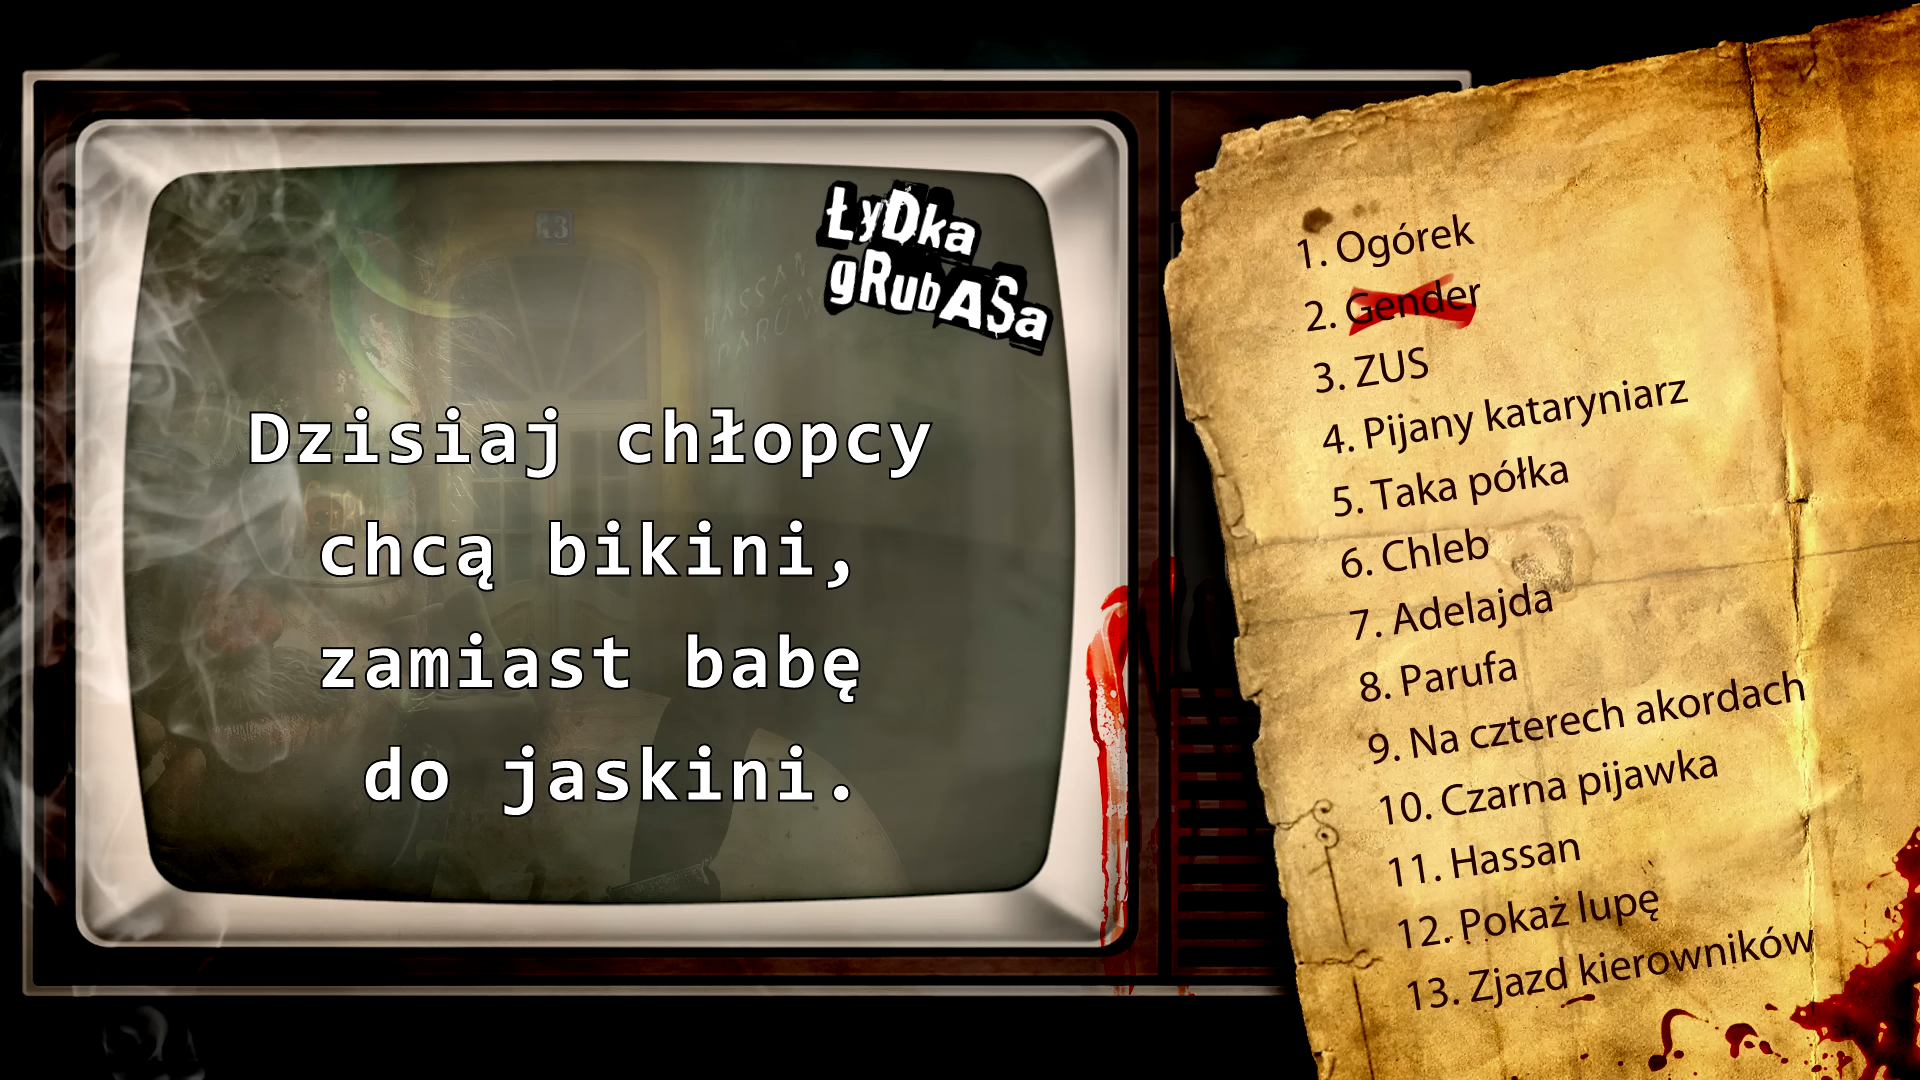 ŁyDka
gRubASa
Dzisiaj chłopcy
chcą bikini,
zamiast babę
do jaskini.
1. Ogórek
2. Gender
3. ZUS
4. Pijany kataryniarz
5. Taka półka
6. Chleb
7. Adelajda
8. Parufa
9. Na czterech akordach
10. Czarna pijawka
11. Hassan
12. Pokaż lupę
13. Zjazd kierowników
43
HASSAN